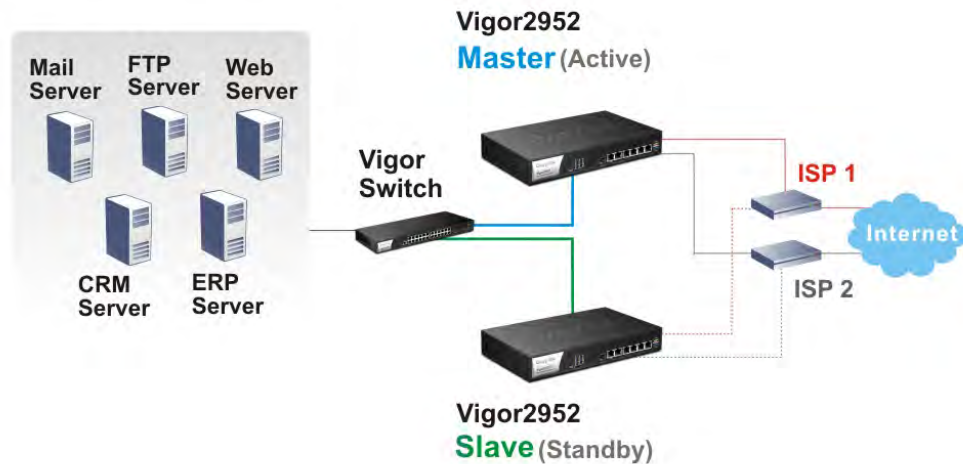 Vigor2952
Master (Active)
Mail
Server
FTP
Server
Web
Server
Vigor
Switch
ISP 1
Internet
CRM
Server
ERP
Server
ISP 2
Vigor2952
Slave (Standby)